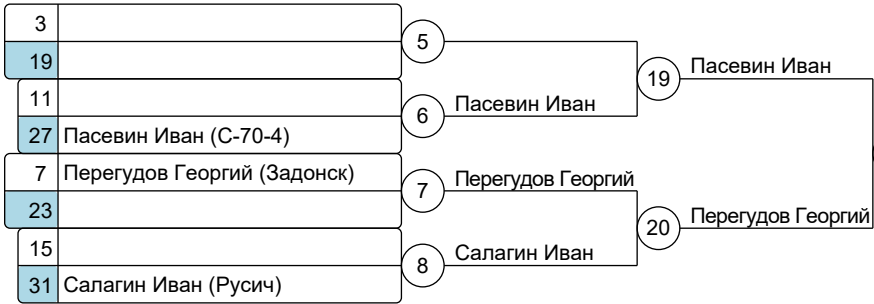 3
19
5
11
27 Пасевин Иван (С-70-4)
6
Пасевин Иван
19
Пасевин Иван
7 Перегудов Георгий (Задонск)
23
7
Перегудов Георгий
15
31 Салагин Иван (Русич)
8
Салагин Иван
20
Перегудов Георгий